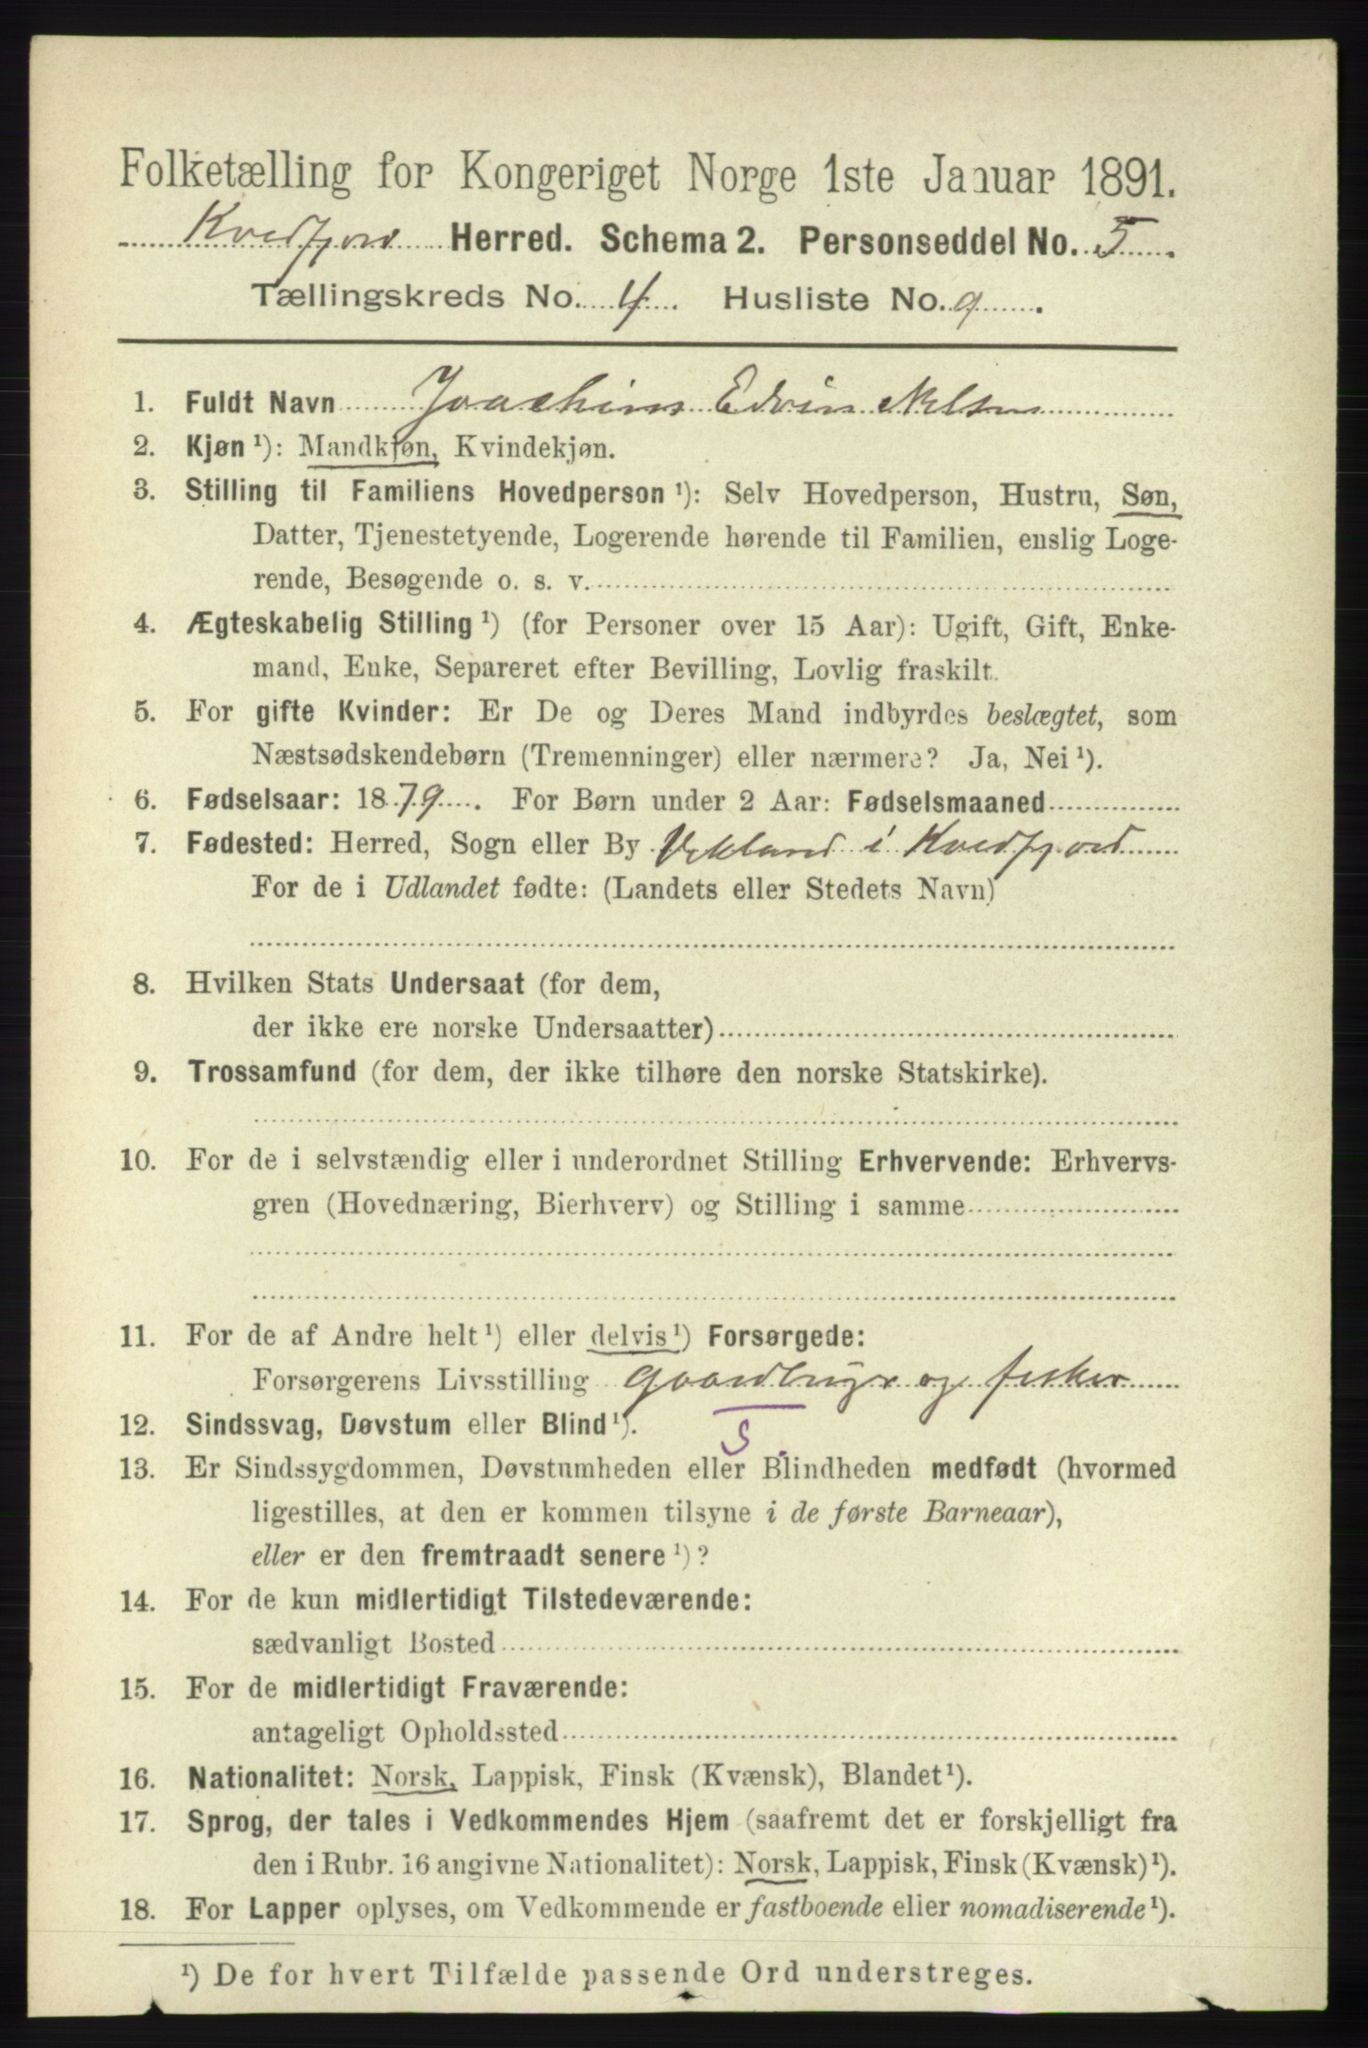 Folketælling for Kongeriget Norge 1ste Januar 1891.
Kvedfjord Herred. Schema 2. Personseddel No. 5.
Tællingskreds No. 4. Husliste No. 9.
1. Fuldt Navn Joachim Edvin Nelsen
2. Kjøn ¹): Mandkjøn, Kvindekjøn.
3. Stilling til Familiens Hovedperson ¹): Selv Hovedperson, Hustru, Søn,
Datter, Tjenestetyende, Logerende hørende til Familien, enslig Loge-
rende, Besøgende o. s. v.
4. Ægteskabelig Stilling ¹) (for Personer over 15 Aar): Ugift, Gift, Enke-
mand, Enke, Separeret efter Bevilling, Lovlig fraskilt.
5. For gifte Kvinder: Er De og Deres Mand indbyrdes beslægtet, som
Næstsødskendebørn (Tremenninger) eller nærmere? Ja, Nei ¹).
6. Fødselsaar: 1879. For Børn under 2 Aar: Fødselsmaaned
7. Fødested: Herred, Sogn eller By Vikland i Kvedfjord
For de i Udlandet fødte: (Landets eller Stedets Navn)
8. Hvilken Stats Undersaat (for dem,
der ikke ere norske Undersaatter)
9. Trossamfund (for dem, der ikke tilhøre den norske Statskirke).
10. For de i selvstændig eller i underordnet Stilling Erhvervende: Erhvervs-
gren (Hovednæring, Bierhverv) og Stilling i samme
11. For de af Andre helt ¹) eller delvis ¹) Forsørgede:
Forsørgerens Livsstilling gaardbruger og fisker
12. Sindssvag, Døvstum eller Blind ¹). S.
13. Er Sindssygdommen, Døvstumheden eller Blindheden medfødt (hvormed
ligestilles, at den er kommen tilsyne i de første Barneaar),
eller er den fremtraadt senere ¹)?
14. For de kun midlertidigt Tilstedeværende:
sædvanligt Bosted
15. For de midlertidigt Fraværende:
antageligt Opholdssted
16. Nationalitet: Norsk, Lappisk, Finsk (Kvænsk), Blandet ¹).
17. Sprog, der tales i Vedkommendes Hjem (saafremt det er forskjelligt fra
den i Rubr. 16 angivne Nationalitet): Norsk, Lappisk, Finsk (Kvænsk) ¹).
18. For Lapper oplyses, om Vedkommende er fastboende eller nomadiserende ¹).
¹) De for hvert Tilfælde passende Ord understreges.